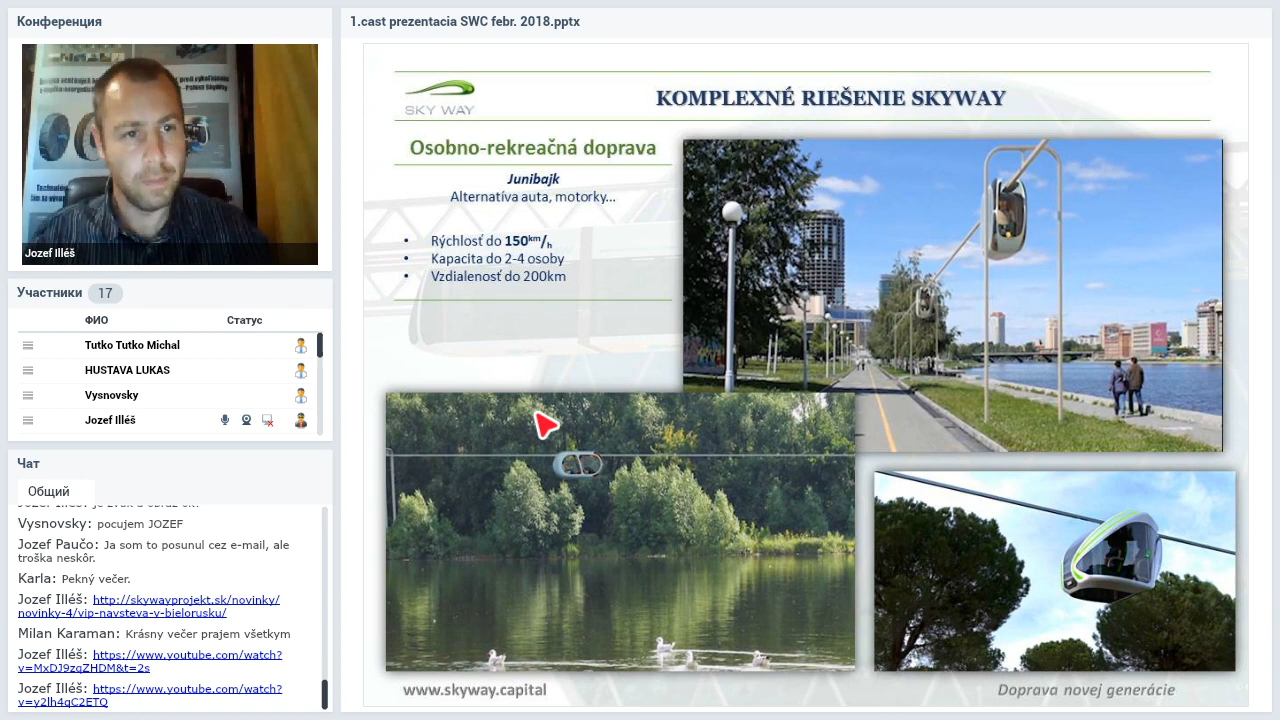 Конференция
Jozef Illéš
Участники 17
ФИО Статус
Tutko Tutko Michal
HUSTAVA LUKAS
Vysnovsky
Jozef Illéš
Чат
Общий
Vysnovsky: pocujem JOZEF
Jozef Paučo: Ja som to posunul cez e-mail, ale
troška neskôr.
Karla: Pekný večer.
Jozef Illéš: http://skywayprojekt.sk/novinky/
novinky-4/vip-navsteva-v-bielorusku/
Milan Karaman: Krásny večer prajem všetkym
Jozef Illéš: https://www.youtube.com/watch?
v=MxDJ9zqZHDM&t=2s
Jozef Illéš: https://www.youtube.com/watch?
v=y2lh4qC2ETQ
1.cast prezentacia SWC febr. 2018.pptx
SKY WAY
KOMPLEXNÉ RIEŠENIE SKYWAY
Osobno-rekreačná doprava
Junibajk
Alternatíva auta, motorky...
• Rýchlosť do 150km/h
• Kapacita do 2-4 osoby
• Vzdialenosť do 200km
www.skyway.capital
Doprava novej generácie